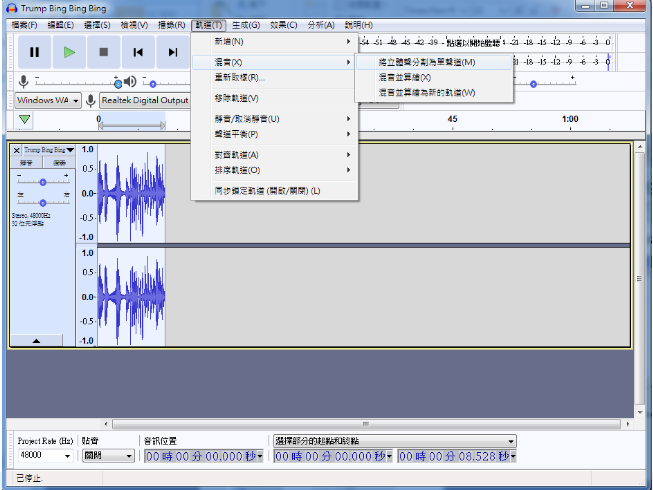 Trump Bing Bing Bing
檔案(F) 編輯(E) 選擇(S) 檢視(V) 播錄(R) 軌道(T) 生成(G) 效果(C) 分析(A) 說明(H)
新增(N)
混音(X)
重新取樣(R)...
移除軌道(V)
靜音/取消靜音(U)
聲道平衡(P)
對齊軌道(A)
排序軌道(O)
同步鎖定軌道 (開啟/關閉) (L)
將立體聲分割為單聲道(M)
混音並算繪(X)
混音並算繪為新的軌道(W)
-54 -51 -48 -45 -42 -39 - 點選以開始監聽 ! -21 -18 -15 -12 -9 -6 -3 0
-21 -18 -15 -12 -9 -6 -3 0
Windows WA
Realtek Digital Output
0
45
1:00
X Trump Bing Bing
靜音 獨奏
- +
左 右
Stereo, 48000Hz
32 位元浮點
1.0
0.5-
0.0-
-0.5-
-1.0
1.0
0.5-
0.0-
-0.5-
-1.0
Project Rate (Hz)
貼齊
音訊位置
選擇部分的起點和終點
48000
關閉
00 時 00 分 00.000 秒
00 時 00 分 00.000 秒
00 時 00 分 08.528 秒
已停止.